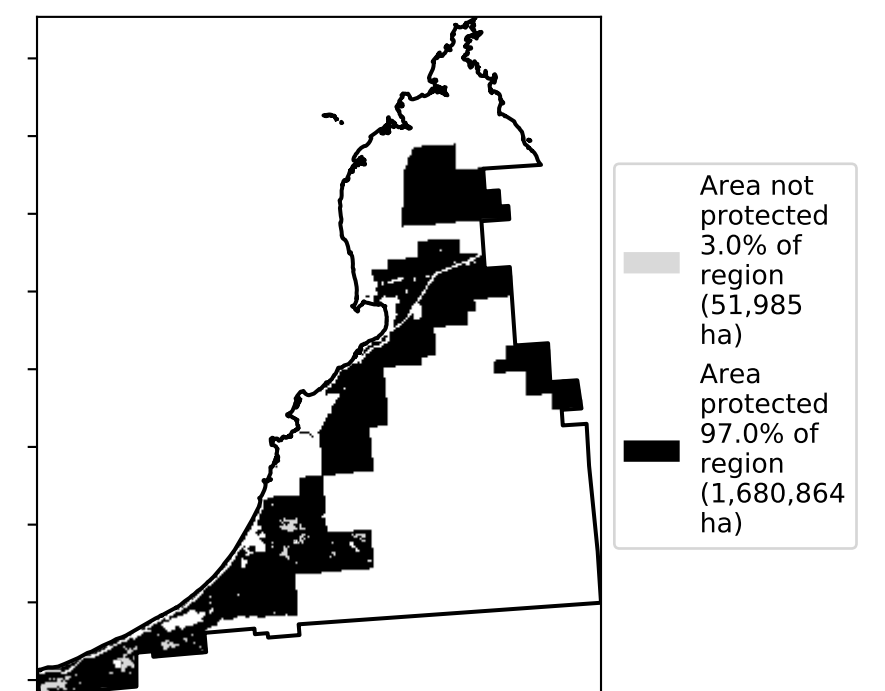 Area not
protected
3.0% of
region
(51,985
ha)
Area
protected
97.0% of
region
(1,680,864
ha)